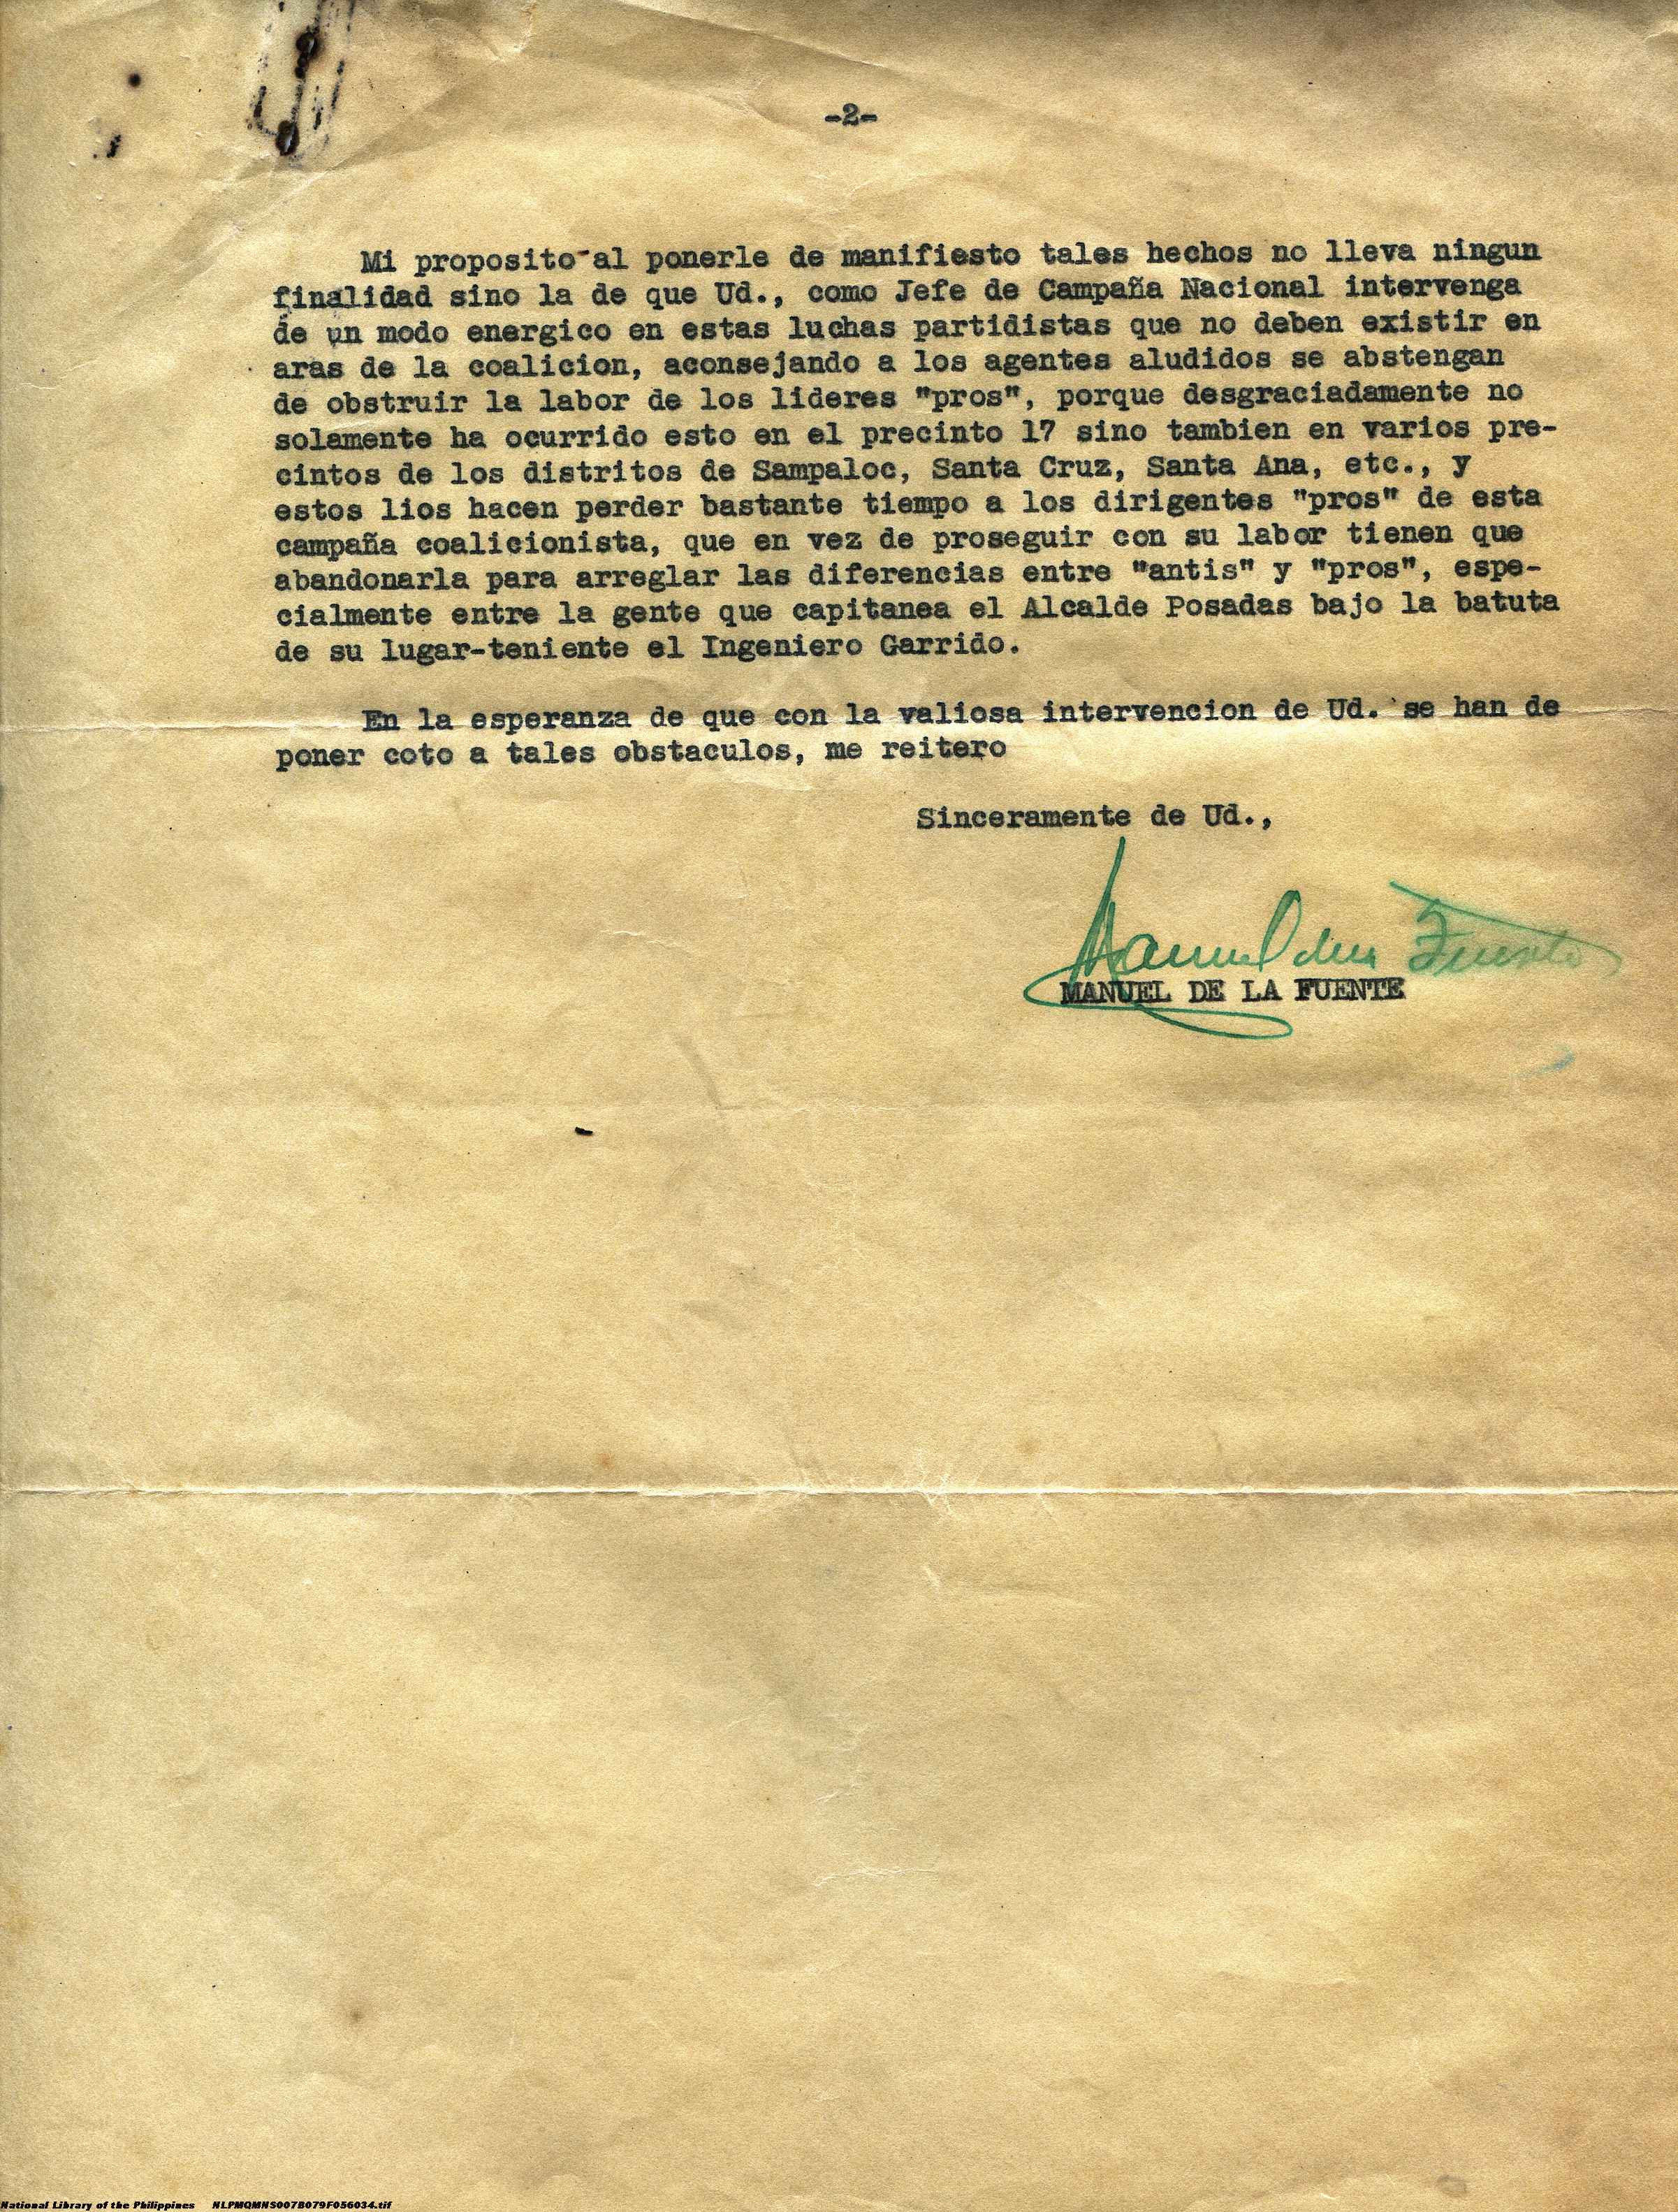 -2-
Mi proposito al ponerle de manifiesto tales hechos no lleva ningun
finalidad sino la de que Ud., como Jefe de Campaña Nacional intervenga
de un modo energico en estas luchas partidistas que no deben existir en
aras de la coalicion, aconsejando a los agentes aludidos se abstengan
de obstruir la labor de los lideres "pros", porque desgraciadamente no
solamente ha ocurrido esto en el precinto 17 sino tambien en varios pre-
cintos de los distritos de Sampaloc, Santa Cruz, Santa Ana, etc., y
estos lios hacen perder bastante tiempo a los dirigentes "pros" de esta
campaña coalicionista, que en vez de proseguir con su labor tienen que
abandonarla para arreglar las diferencias entre "antis" y "pros", espe-
cialmente entre la gente que capitanea el Alcalde Posadas bajo la batuta
de su lugar-teniente el Ingeniero Garrido.
En la esperanza de que con la valiosa intervencion de Ud. se han de
poner coto a tales obstaculos, me reitero
Sinceramente de Ud.,
Manuel de la Fuente
MANUEL DE LA FUENTE
National Library of the Philippines NLPMQMNS007B079F056034.tif